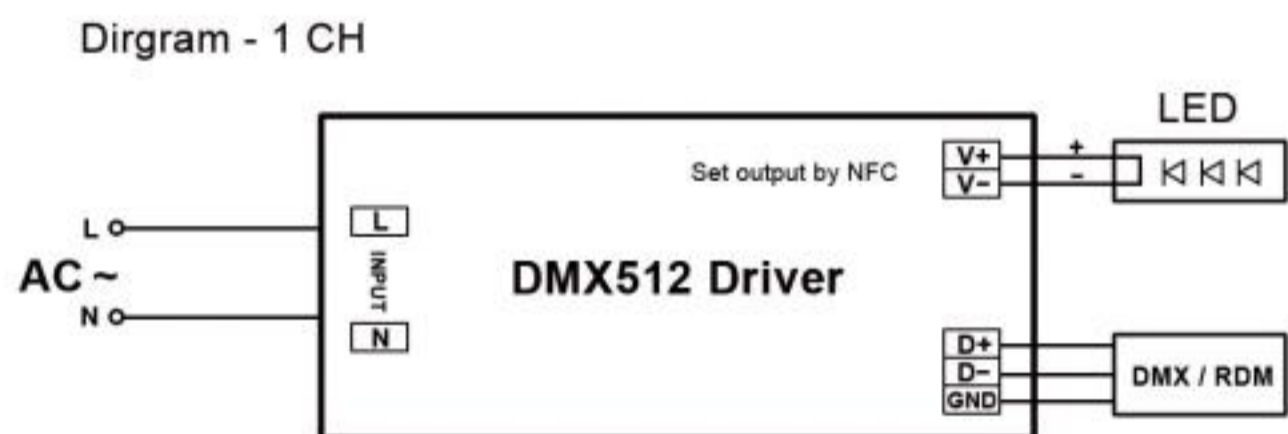 Dirgram - 1 CH
LED
Set output by NFC
V+
V-
+
-
L
L
AC ~
INPUT
DMX512 Driver
N
N
D+
D-
GND
DMX / RDM